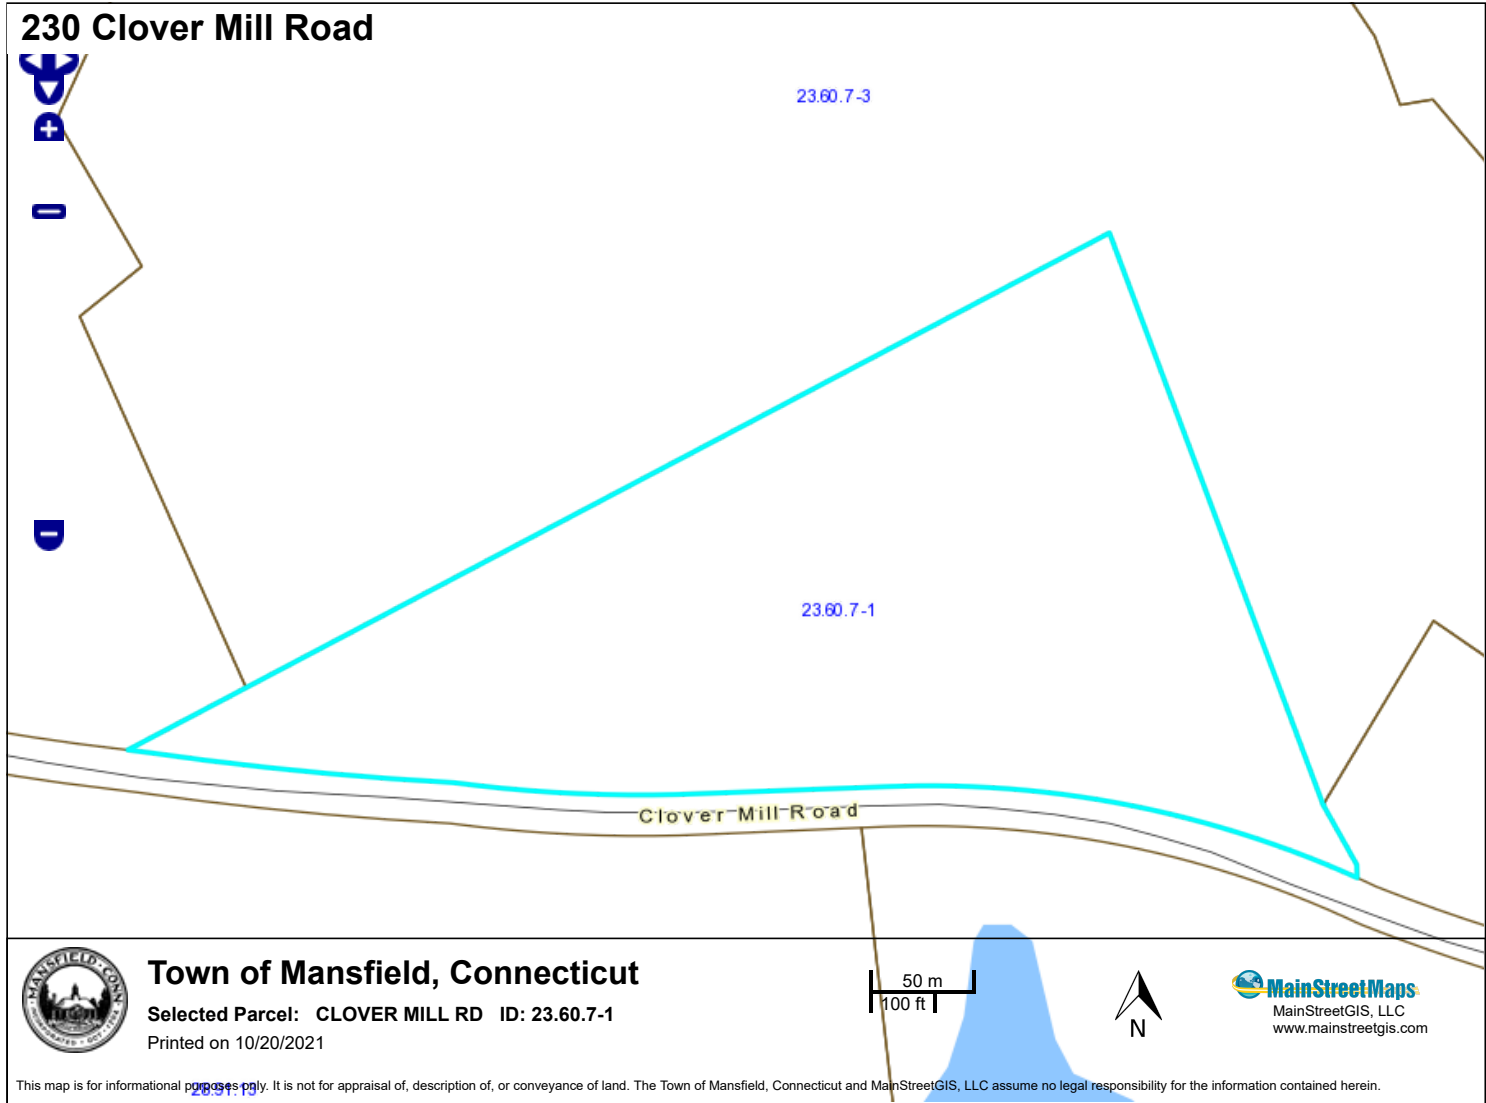 230 Clover Mill Road
23.60.7-3
23.60.7-1
Clover Mill Road
Town of Mansfield, Connecticut
Selected Parcel: CLOVER MILL RD ID: 23.60.7-1
Printed on 10/20/2021
50 m
100 ft
N
MainStreetMaps
MainStreetGIS, LLC
www.mainstreetgis.com
MANSFIELD · CONN.
This map is for informational purposes only. It is not for appraisal of, description of, or conveyance of land. The Town of Mansfield, Connecticut and MainStreetGIS, LLC assume no legal responsibility for the information contained herein.